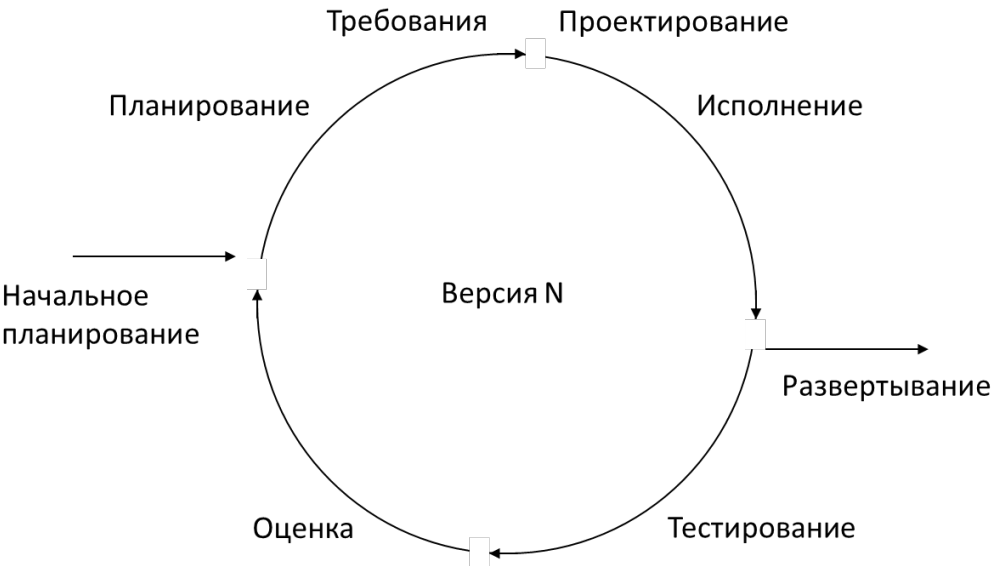 Требования
Проектирование
Планирование
Исполнение
Начальное
планирование
Версия N
Развертывание
Оценка
Тестирование